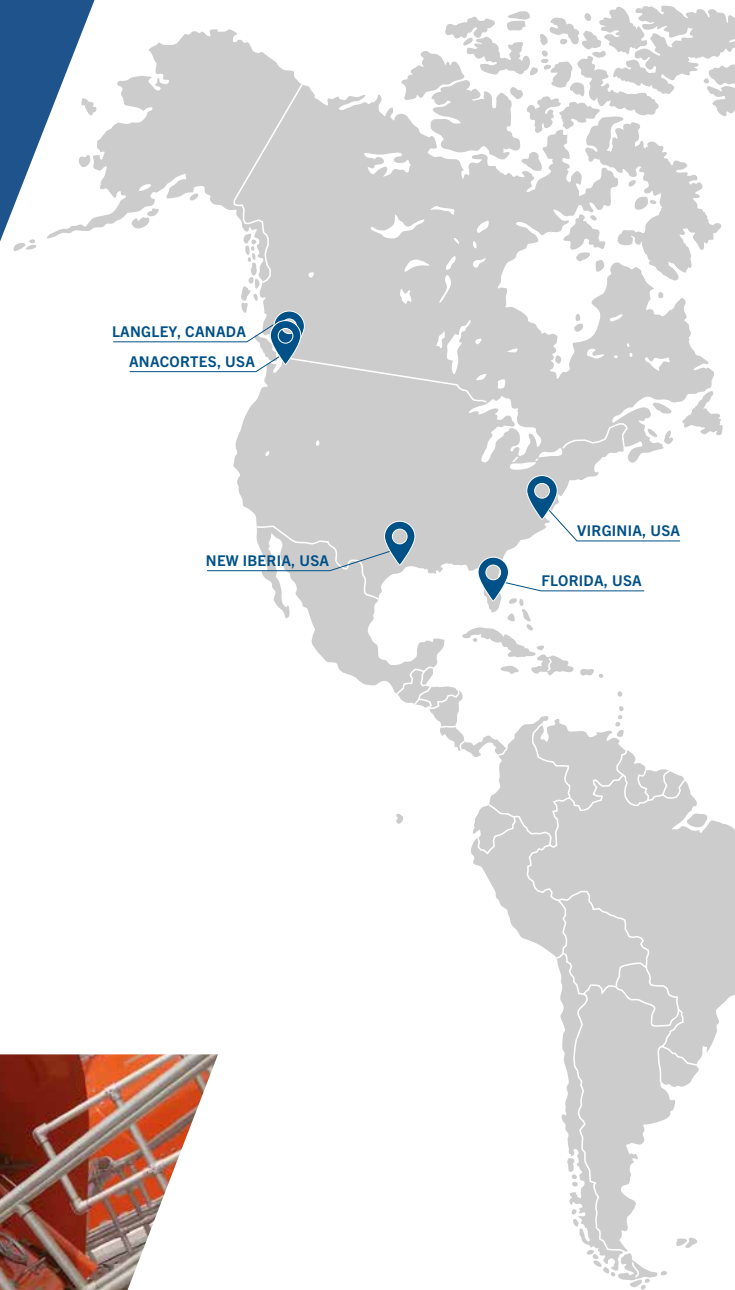 LANGLEY, CANADA
ANACORTES, USA
VIRGINIA, USA
NEW IBERIA, USA
FLORIDA, USA